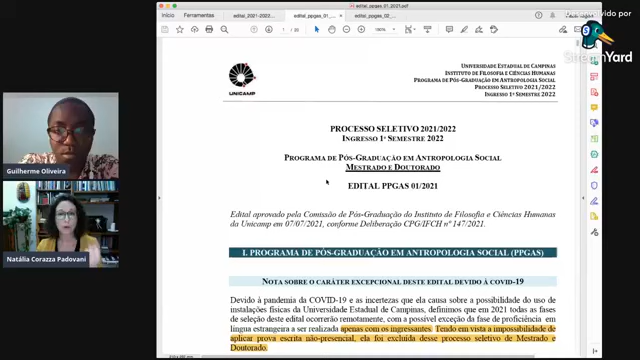 edital_ppgas_01_2021.pdf
Início Ferramentas edital_2021-2022... edital_ppgas_01_... × edital_ppgas_02_...
1 / 20 100%
StreamYard
UNICAMP
UNIVERSIDADE ESTADUAL DE CAMPINAS
INSTITUTO DE FILOSOFIA E CIÊNCIAS HUMANAS
PROGRAMA DE PÓS-GRADUAÇÃO EM ANTROPOLOGIA SOCIAL
PROCESSO SELETIVO 2021/2022
INGRESSO 1º SEMESTRE 2022
PROCESSO SELETIVO 2021/2022
INGRESSO 1º SEMESTRE 2022
PROGRAMA DE PÓS-GRADUAÇÃO EM ANTROPOLOGIA SOCIAL
MESTRADO E DOUTORADO
EDITAL PPGAS 01/2021
Edital aprovado pela Comissão de Pós-Graduação do Instituto de Filosofia e Ciências Humanas
da Unicamp em 07/07/2021, conforme Deliberação CPG/IFCH nº 147/2021.
I. PROGRAMA DE PÓS-GRADUAÇÃO EM ANTROPOLOGIA SOCIAL (PPGAS)
NOTA SOBRE O CARÁTER EXCEPCIONAL DESTE EDITAL DEVIDO À COVID-19
Devido à pandemia da COVID-19 e as incertezas que ela causa sobre a possibilidade do uso de
instalações físicas da Universidade Estadual de Campinas, definimos que em 2021 todas as fases
de seleção deste edital ocorrerão remotamente, com a possível exceção da fase de proficiência em
língua estrangeira a ser realizada apenas com os ingressantes. Tendo em vista a impossibilidade de
aplicar prova escrita não-presencial, ela foi excluída desse processo seletivo de Mestrado e
Doutorado.
Guilherme Oliveira
Natália Corazza Padovani